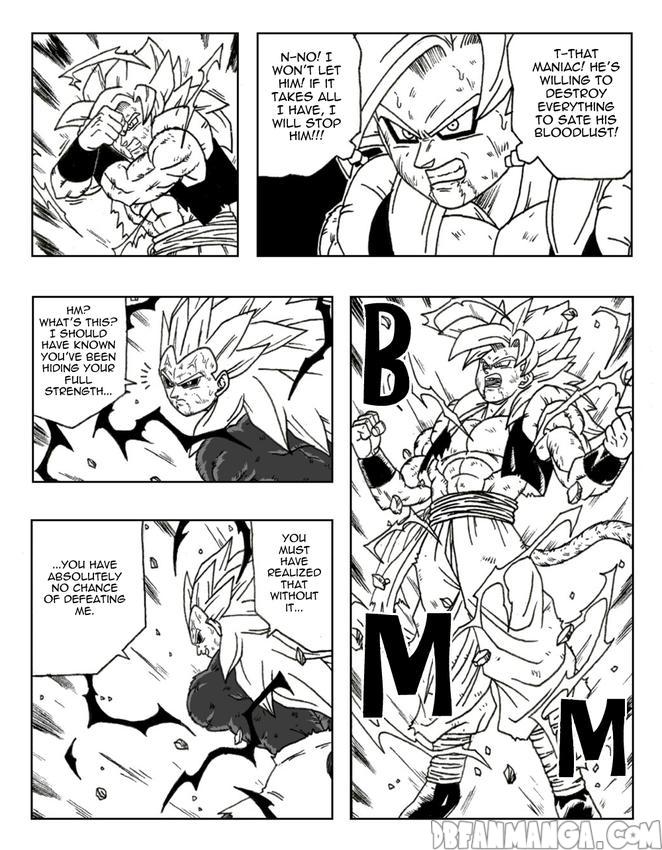 T-THAT
MANIAC! HE'S
WILLING TO
DESTROY
EVERYTHING
TO SATE HIS
BLOODLUST!
N-NO! I
WON'T LET
HIM! IF IT
TAKES ALL
I HAVE, I
WILL STOP
HIM!!!
B
M
M
HM?
WHAT'S THIS?
I SHOULD
HAVE KNOWN
YOU'VE BEEN
HIDING YOUR
FULL
STRENGTH...
YOU
MUST
HAVE
REALIZED
THAT
WITHOUT
IT...
...YOU HAVE
ABSOLUTELY
NO CHANCE
OF DEFEATING
ME.
DBFANMANGA.COM